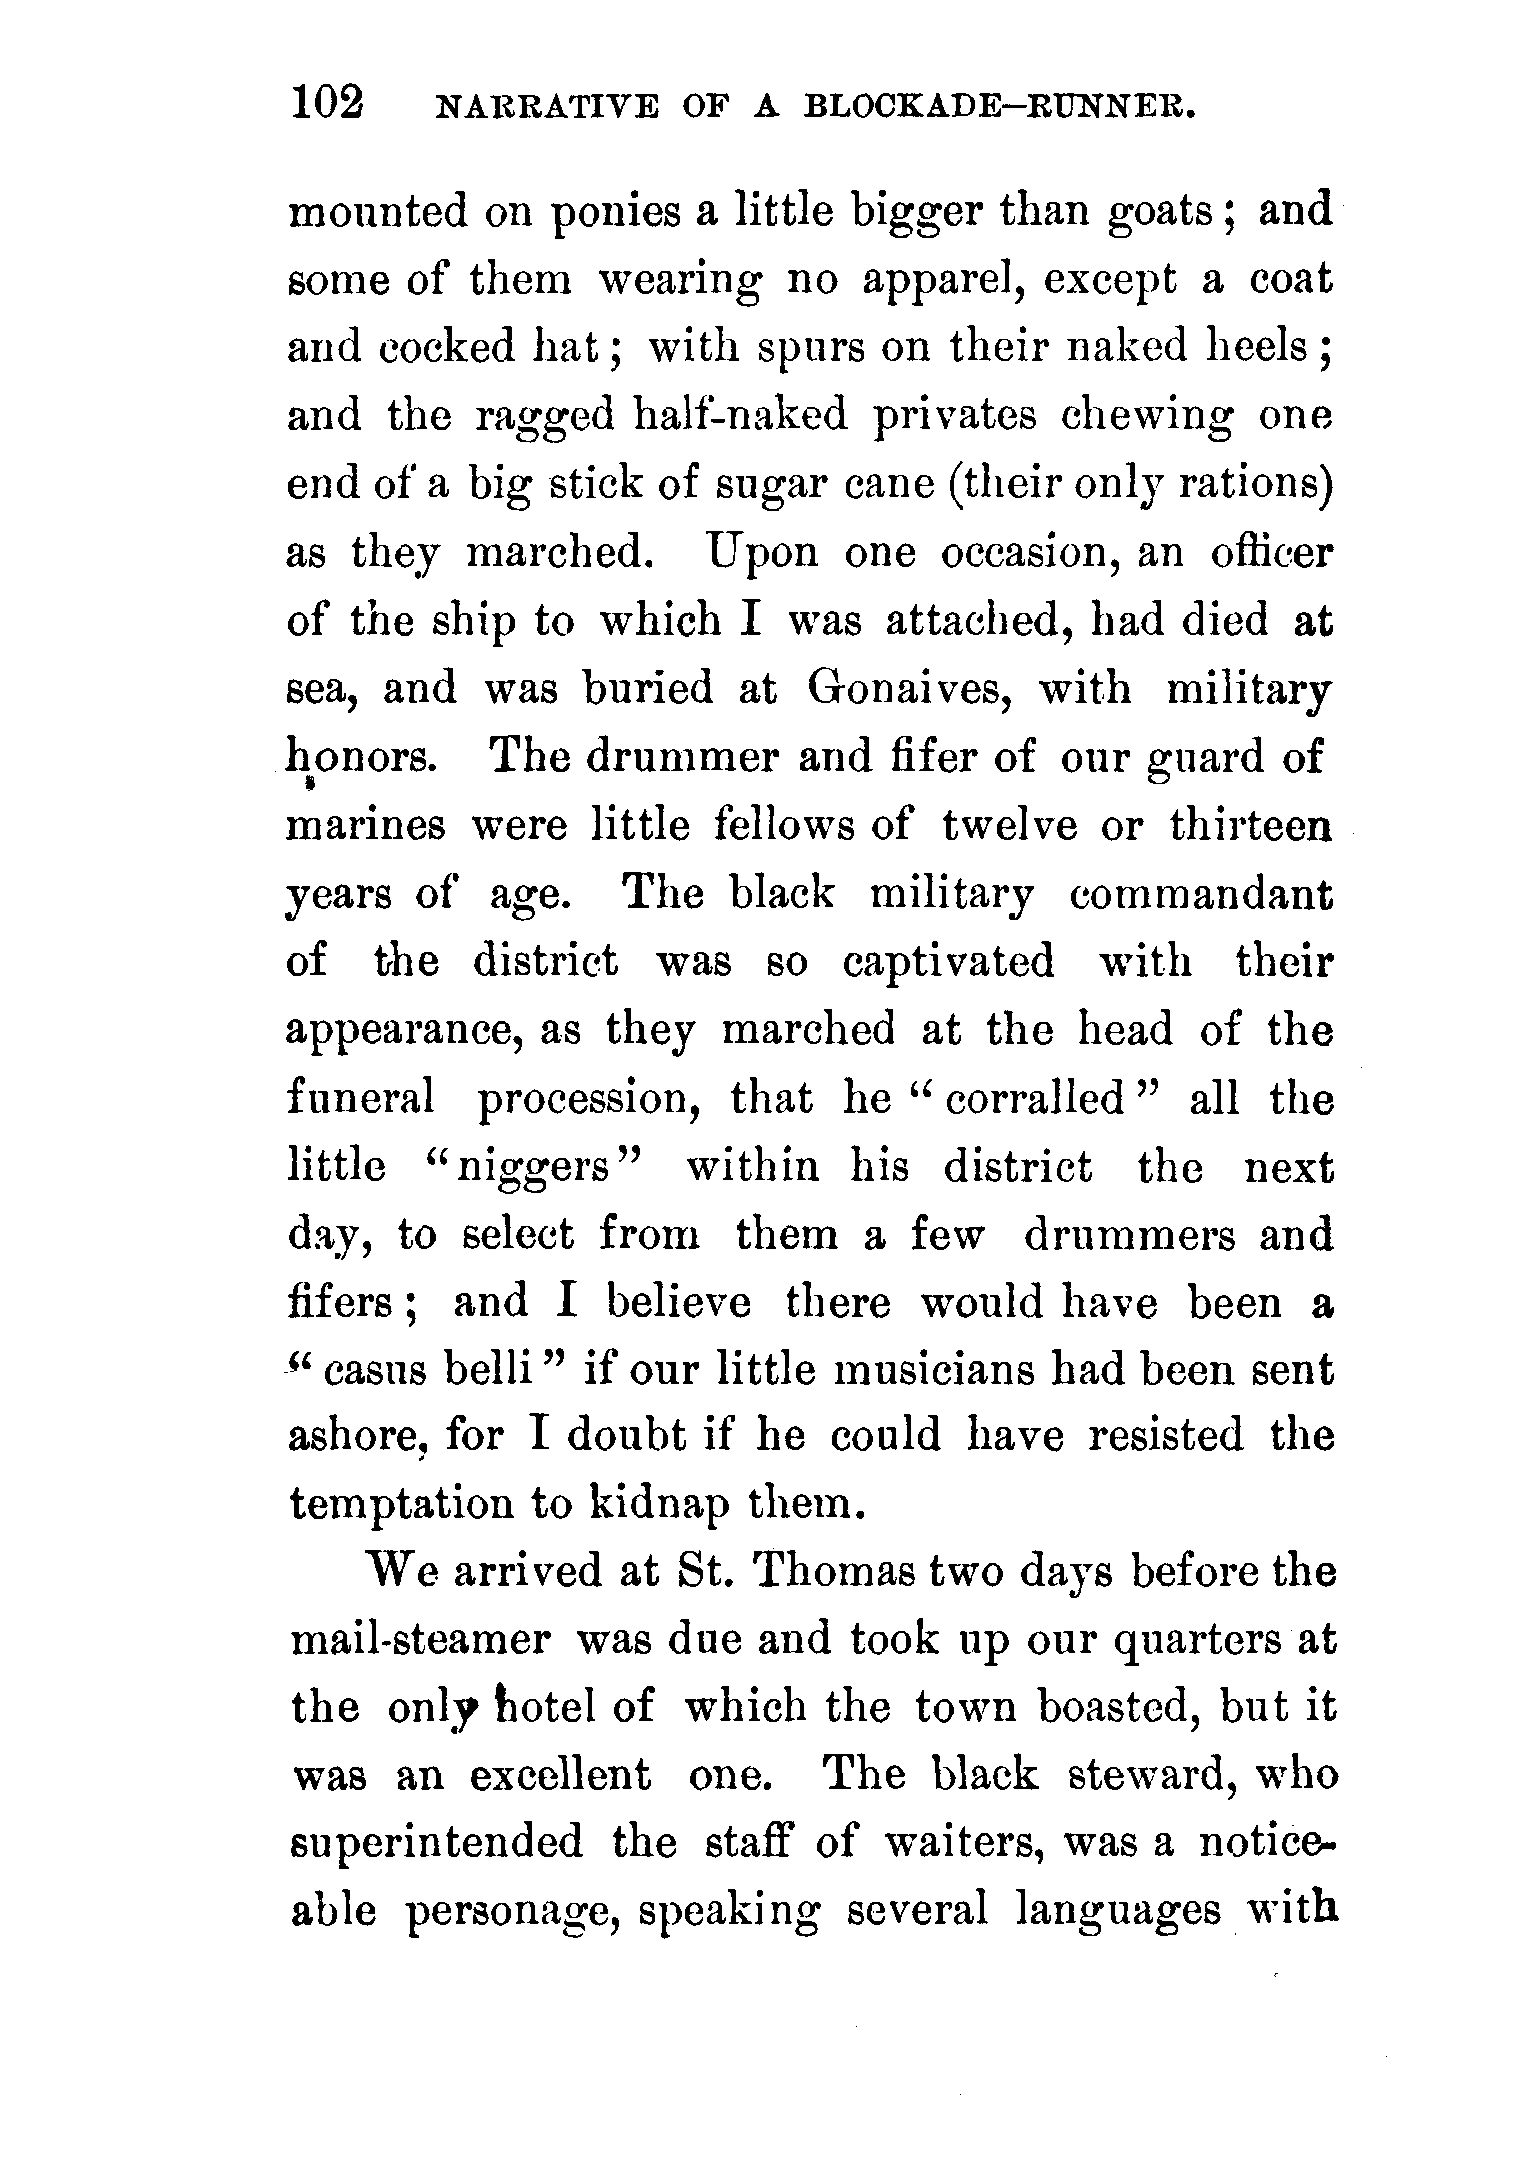 102 NARRATIVE OF A BLOCKADE-RUNNER.
mounted on ponies a little bigger than goats; and
some of them wearing no apparel, except a coat
and cocked hat; with spurs on their naked heels;
and the ragged half-naked privates chewing one
end of a big stick of sugar cane (their only rations)
as they marched. Upon one occasion, an officer
of the ship to which I was attached, had died at
sea, and was buried at Gonaives, with military
honors. The drummer and fifer of our guard of
marines were little fellows of twelve or thirteen
years of age. The black military commandant
of the district was so captivated with their
appearance, as they marched at the head of the
funeral procession, that he "corralled" all the
little "niggers" within his district the next
day, to select from them a few drummers and
fifers; and I believe there would have been a
"casus belli" if our little musicians had been sent
ashore, for I doubt if he could have resisted the
temptation to kidnap them.
We arrived at St. Thomas two days before the
mail-steamer was due and took up our quarters at
the only hotel of which the town boasted, but it
was an excellent one. The black steward, who
superintended the staff of waiters, was a notice-
able personage, speaking several languages with